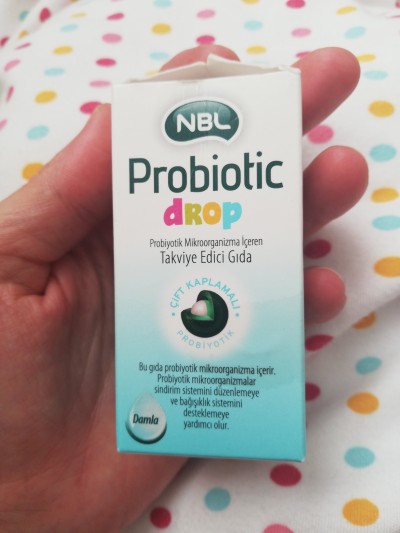 NBL
Probiotic
drop
Probiyotik Mikroorganizma İçeren
Takviye Edici Gıda
ÇİFT KAPLAMALI
PROBİYOTİK
Bu gıda probiyotik mikroorganizma içerir.
Probiyotik mikroorganizmalar
sindirim sistemini düzenlemeye
ve bağışıklık sistemini
desteklemeye
yardımcı olur.
Damla